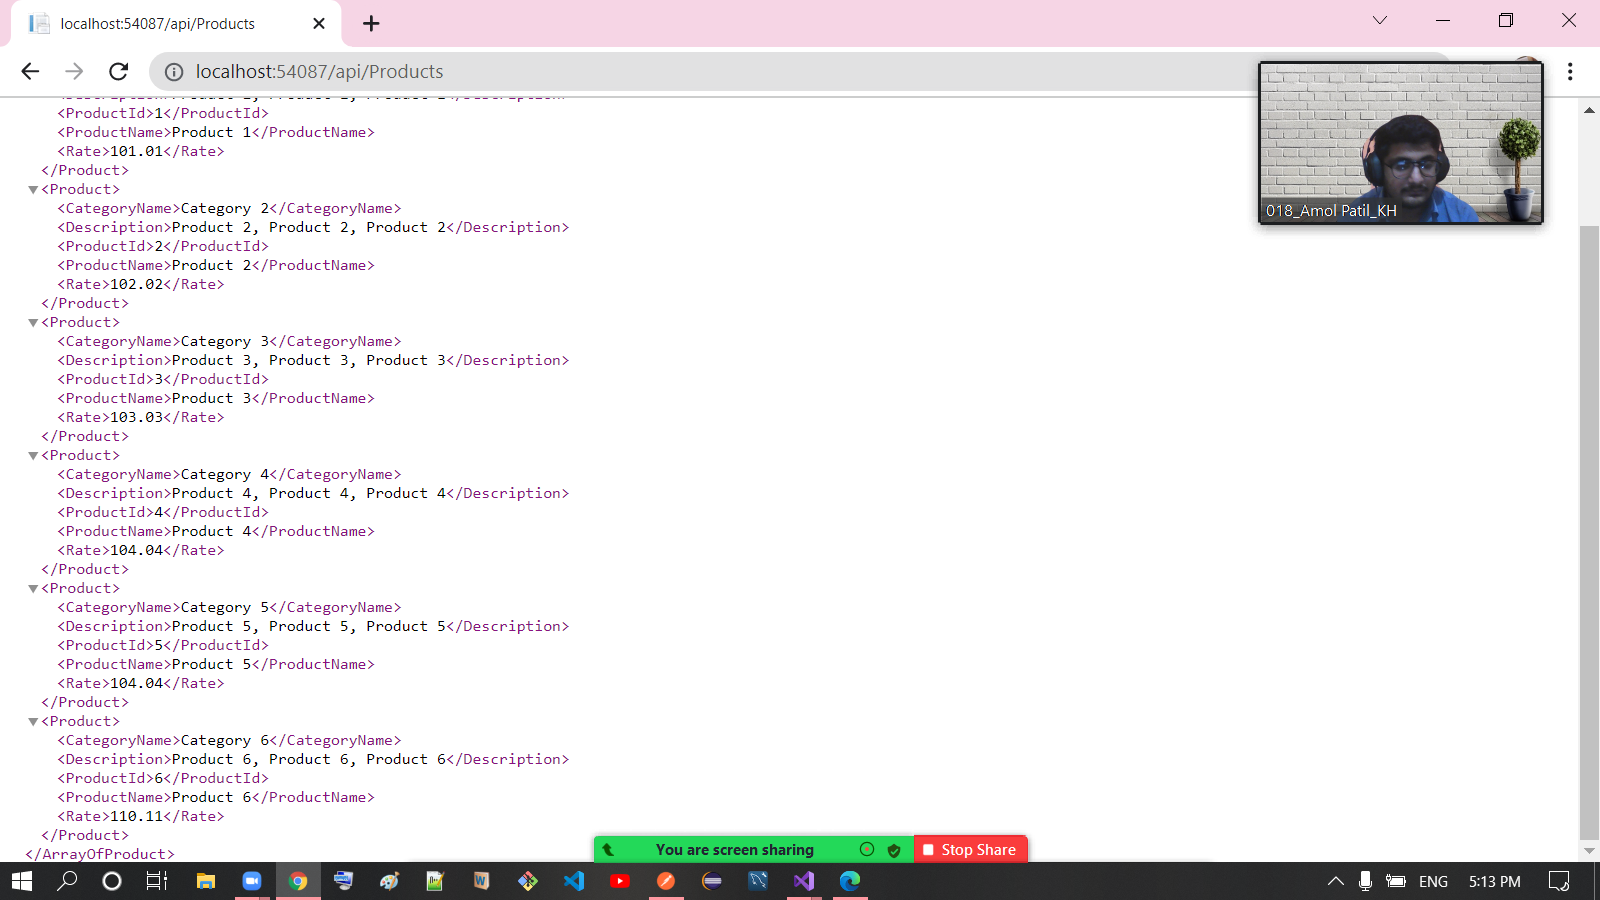 localhost:54087/api/Products
localhost:54087/api/Products
<Description>Product 1, Product 1, Product 1</Description>
<ProductId>1</ProductId>
<ProductName>Product 1</ProductName>
<Rate>101.01</Rate>
</Product>
<Product>
<CategoryName>Category 2</CategoryName>
<Description>Product 2, Product 2, Product 2</Description>
<ProductId>2</ProductId>
<ProductName>Product 2</ProductName>
<Rate>102.02</Rate>
</Product>
<Product>
<CategoryName>Category 3</CategoryName>
<Description>Product 3, Product 3, Product 3</Description>
<ProductId>3</ProductId>
<ProductName>Product 3</ProductName>
<Rate>103.03</Rate>
</Product>
<Product>
<CategoryName>Category 4</CategoryName>
<Description>Product 4, Product 4, Product 4</Description>
<ProductId>4</ProductId>
<ProductName>Product 4</ProductName>
<Rate>104.04</Rate>
</Product>
<Product>
<CategoryName>Category 5</CategoryName>
<Description>Product 5, Product 5, Product 5</Description>
<ProductId>5</ProductId>
<ProductName>Product 5</ProductName>
<Rate>104.04</Rate>
</Product>
<Product>
<CategoryName>Category 6</CategoryName>
<Description>Product 6, Product 6, Product 6</Description>
<ProductId>6</ProductId>
<ProductName>Product 6</ProductName>
<Rate>110.11</Rate>
</Product>
</ArrayOfProduct>
018_Amol Patil_KH
You are screen sharing
Stop Share
ENG
5:13 PM